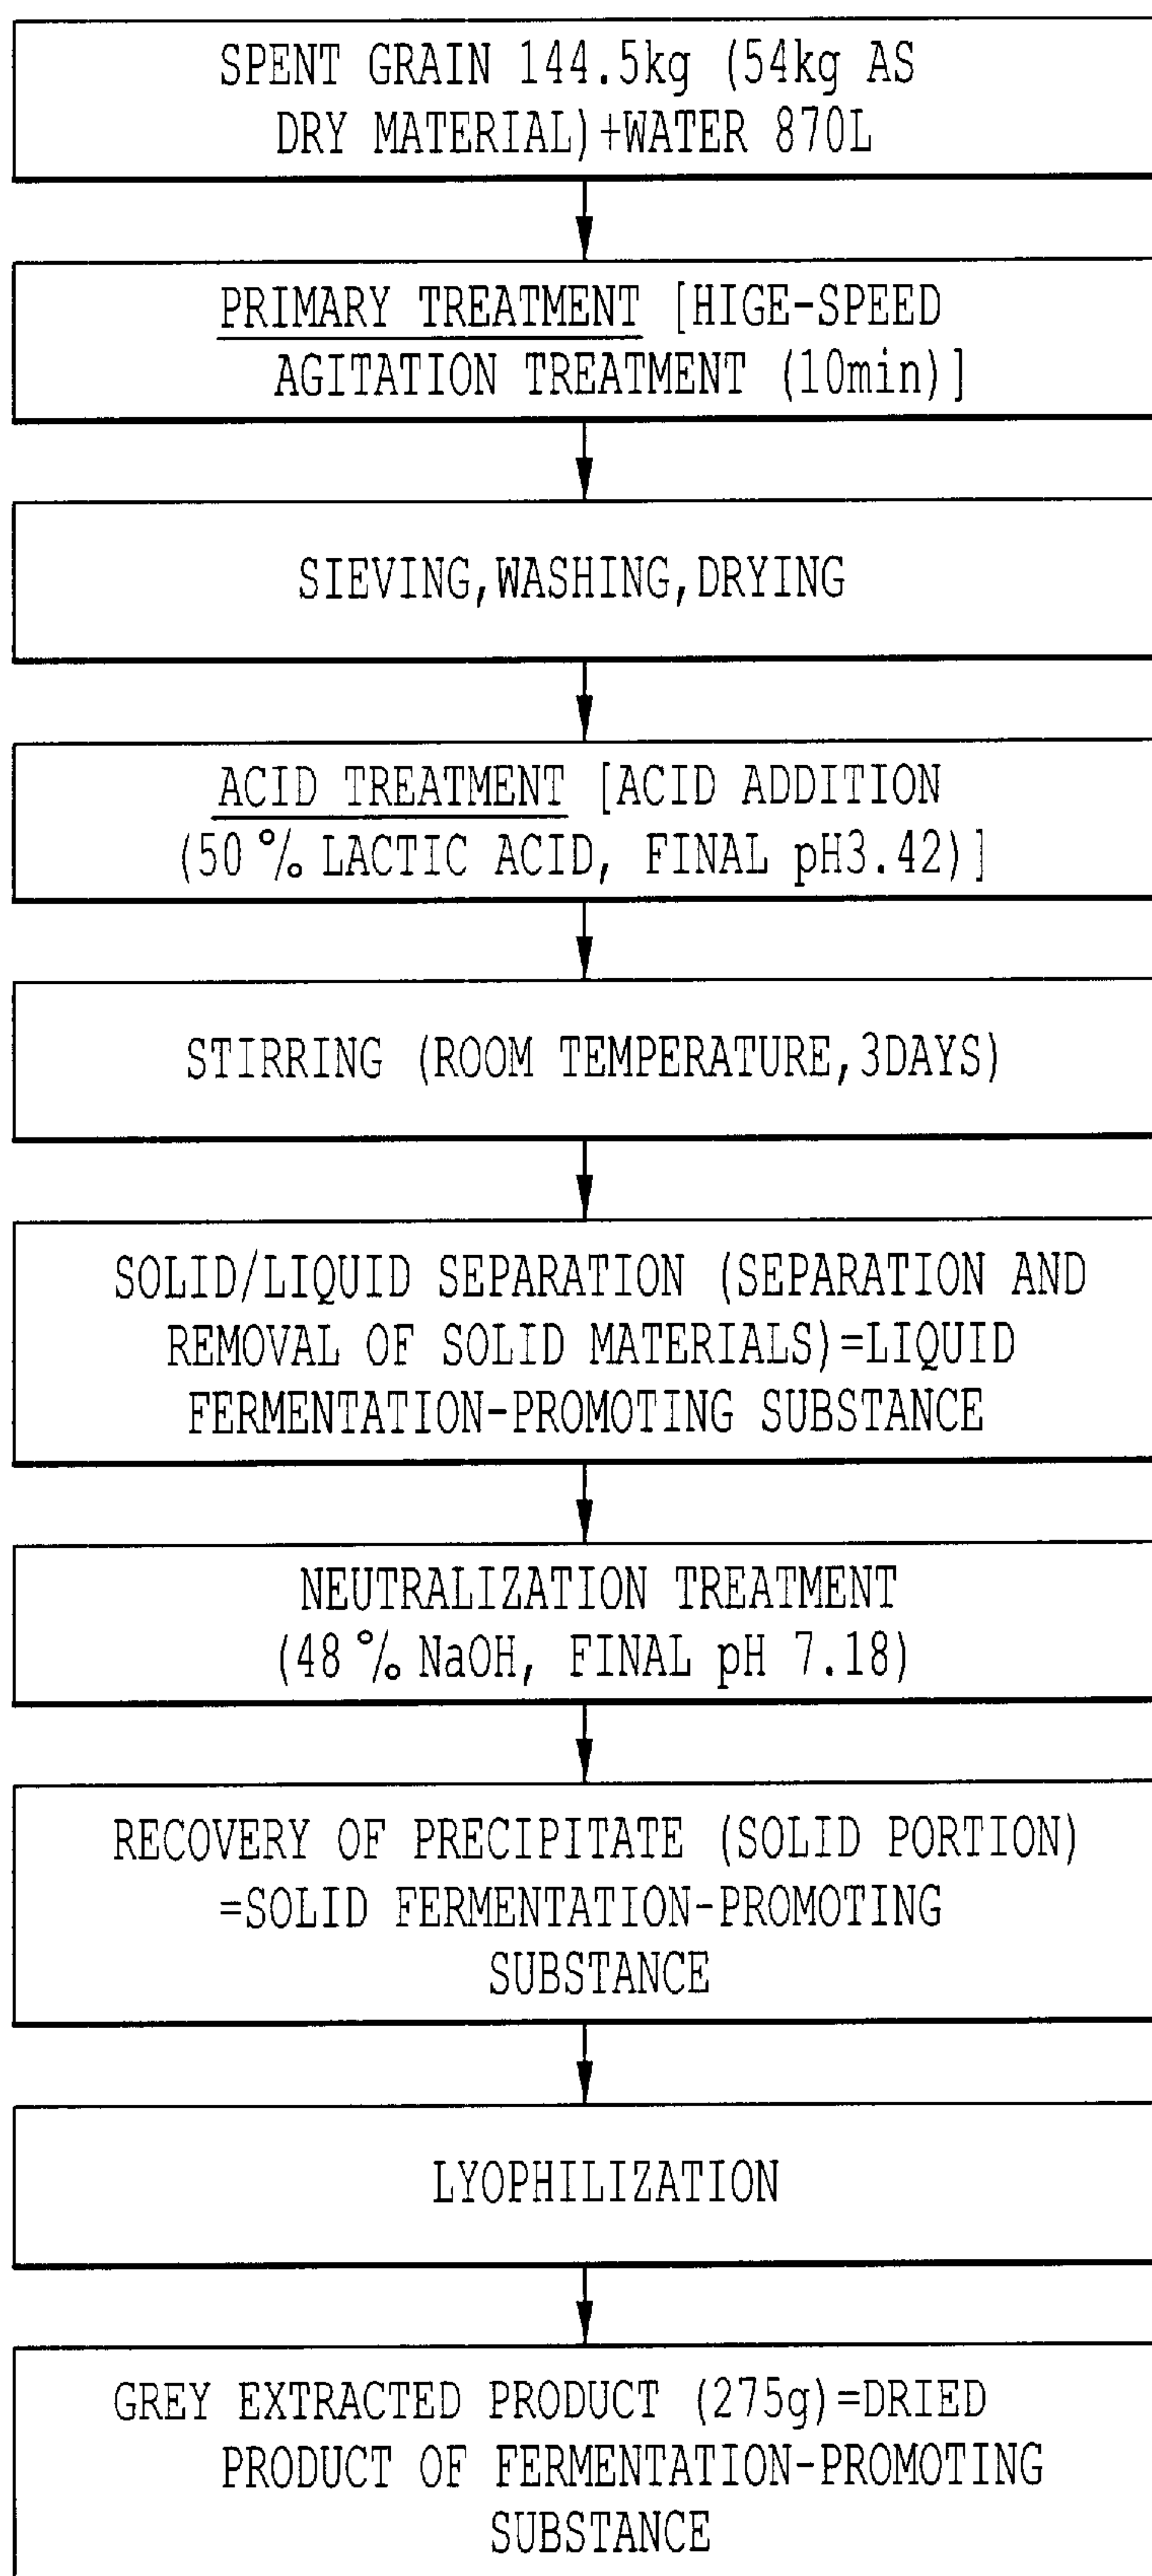 SPENT GRAIN 144.5kg (54kg AS
DRY MATERIAL)+WATER 870L
PRIMARY TREATMENT [HIGE-SPEED
AGITATION TREATMENT (10min)]
SIEVING,WASHING,DRYING
ACID TREATMENT [ACID ADDITION
(50% LACTIC ACID, FINAL pH3.42)]
STIRRING (ROOM TEMPERATURE,3DAYS)
SOLID/LIQUID SEPARATION (SEPARATION AND
REMOVAL OF SOLID MATERIALS)=LIQUID
FERMENTATION-PROMOTING SUBSTANCE
NEUTRALIZATION TREATMENT
(48% NaOH, FINAL pH 7.18)
RECOVERY OF PRECIPITATE (SOLID PORTION)
=SOLID FERMENTATION-PROMOTING
SUBSTANCE
LYOPHILIZATION
GREY EXTRACTED PRODUCT (275g)=DRIED
PRODUCT OF FERMENTATION-PROMOTING
SUBSTANCE